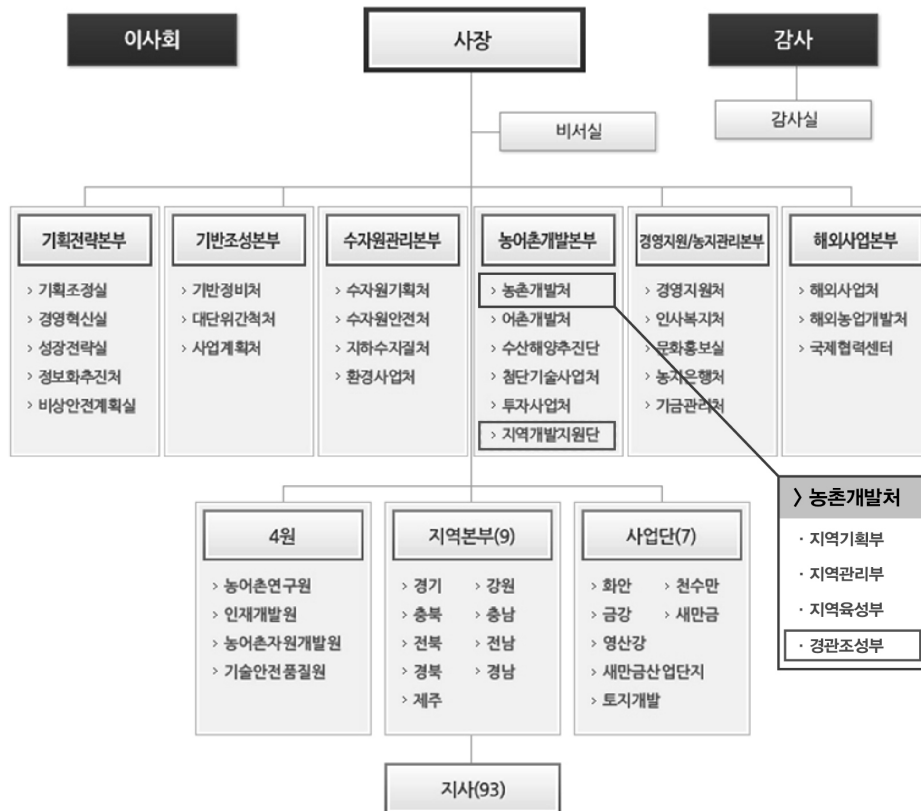 이사회
사장
감사
비서실
감사실
기획전략본부
> 기획조정실
> 경영혁신실
> 성장전략실
> 정보화추진처
> 비상안전계획실
기반조성본부
> 기반정비처
> 대단위간척처
> 사업계획처
수자원관리본부
> 수자원기획처
> 수자원안전처
> 지하수지질처
> 환경사업처
농어촌개발본부
> 농촌개발처
> 어촌개발처
> 수산해양추진단
> 첨단기술사업처
> 투자사업처
> 지역개발지원단
경영지원/농지관리본부
> 경영지원처
> 인사복지처
> 문화홍보실
> 농지은행처
> 기금관리처
해외사업본부
> 해외사업처
> 해외농업개발처
> 국제협력센터
> 농촌개발처
· 지역기획부
· 지역관리부
· 지역육성부
· 경관조성부
4원
> 농어촌연구원
> 인재개발원
> 농어촌자원개발원
> 기술안전품질원
지역본부(9)
> 경기 > 강원
> 충북 > 충남
> 전북 > 전남
> 경북 > 경남
> 제주
사업단(7)
> 화안 > 천수만
> 금강 > 새만금
> 영산강
> 새만금산업단지
> 토지개발
지사(93)